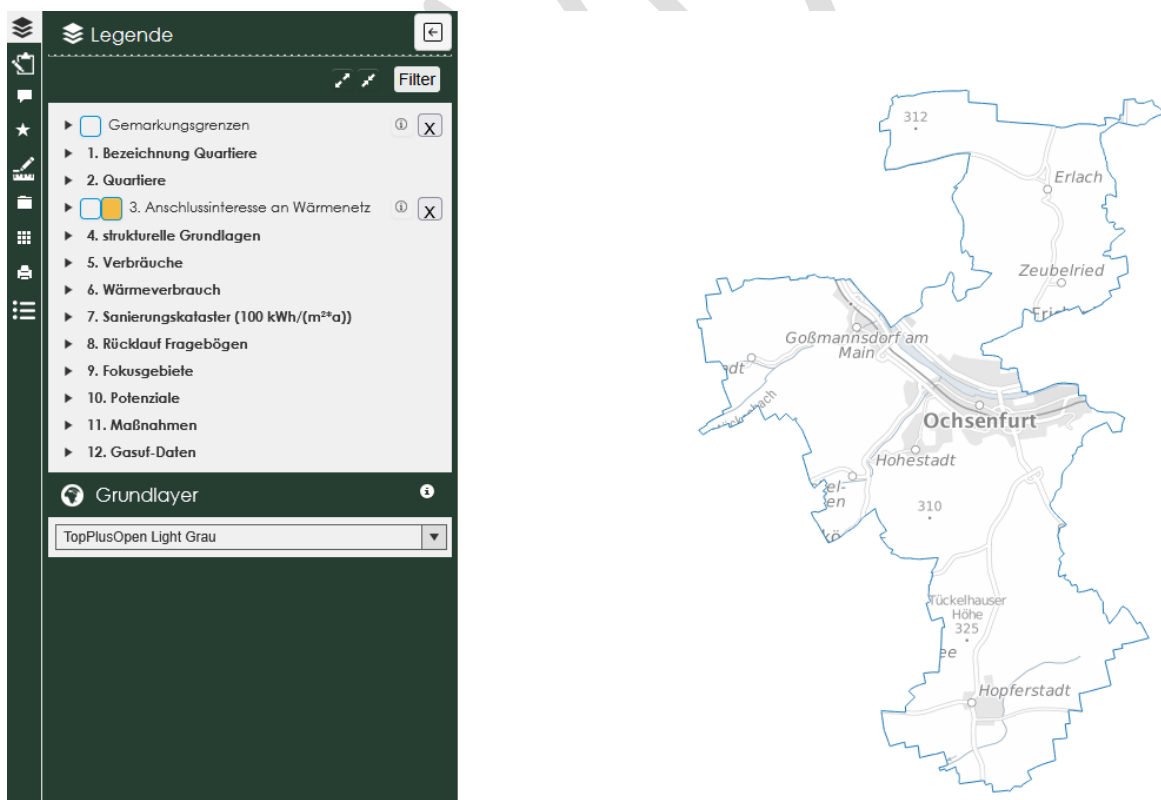 Legende
Filter
Gemarkungsgrenzen
X
1. Bezeichnung Quartiere
2. Quartiere
3. Anschlussinteresse an Wärmenetz
X
4. strukturelle Grundlagen
5. Verbräuche
6. Wärmeverbrauch
7. Sanierungskataster (100 kWh/(m²*a))
8. Rücklauf Fragebögen
9. Fokusgebiete
10. Potenziale
11. Maßnahmen
12. Gasuf-Daten
Grundlayer
TopPlusOpen Light Grau
312
Erlach
Zeubelried
Goßmannsdorf am
Main
Ochsenfurt
Hohestadt
310
Tückelhauser
Höhe
325
Hopferstadt